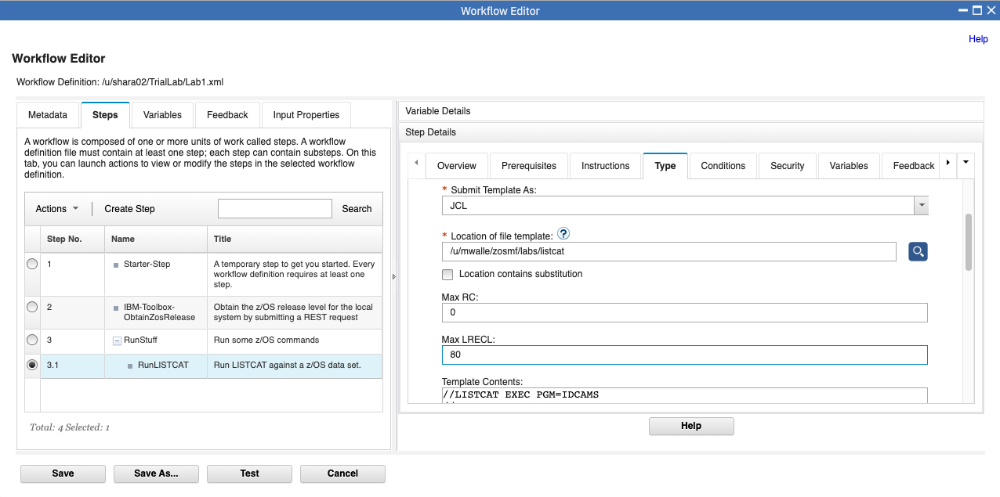 Workflow Editor
Help
Workflow Editor
Workflow Definition: /u/shara02/TrialLab/Lab1.xml
Metadata Steps Variables Feedback Input Properties
A workflow is composed of one or more units of work called steps. A workflow
definition file must contain at least one step; each step can contain substeps. On this
tab, you can launch actions to view or modify the steps in the selected workflow
definition.
Actions Create Step Search
Step No. Name Title
1 Starter-Step A temporary step to get you started. Every
workflow definition requires at least one
step.
2 IBM-Toolbox- Obtain the z/OS release level for the local
ObtainZosRelease system by submitting a REST request
3 RunStuff Run some z/OS commands
3.1 RunLISTCAT Run LISTCAT against a z/OS data set.
Total: 4 Selected: 1
Variable Details
Step Details
Overview Prerequisites Instructions Type Conditions Security Variables Feedback
* Submit Template As:
JCL
* Location of file template: ?
/u/mwalle/zosmf/labs/listcat
Location contains substitution
Max RC:
0
Max LRECL:
80
Template Contents:
//LISTCAT EXEC PGM=IDCAMS
Help
Save Save As... Test Cancel